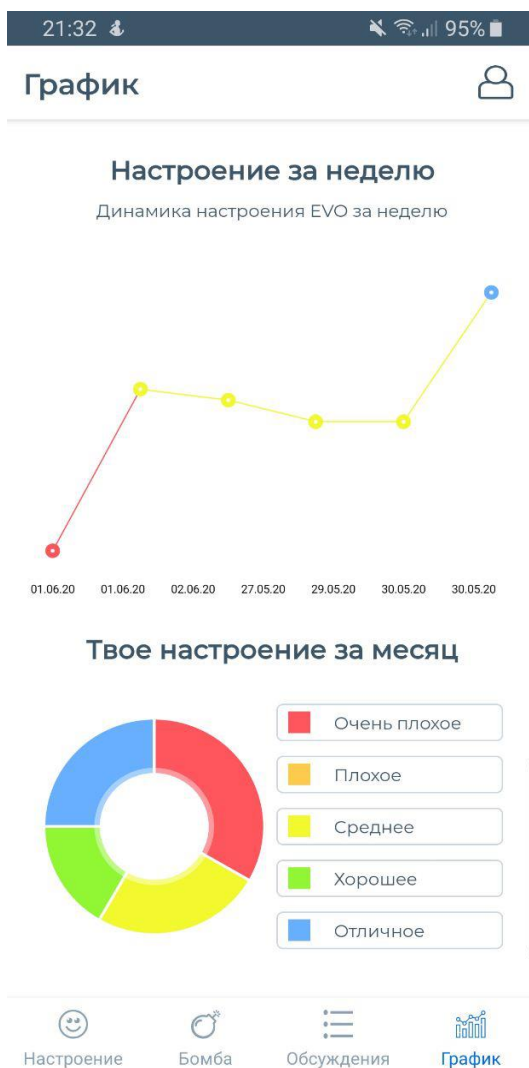 21:32 95%
График
Настроение за неделю
Динамика настроения EVO за неделю
01.06.20 01.06.20 02.06.20 27.05.20 29.05.20 30.05.20 30.05.20
Твое настроение за месяц
Очень плохое
Плохое
Среднее
Хорошее
Отличное
Настроение Бомба Обсуждения График